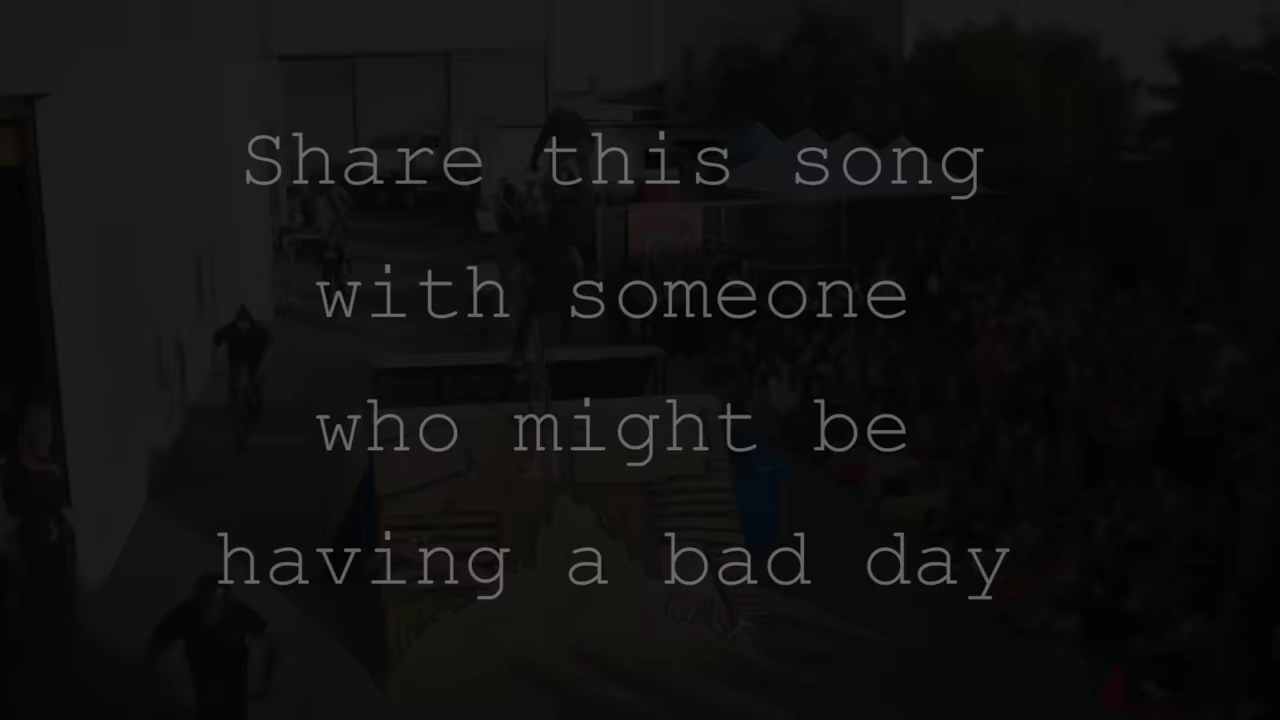 Share this song
with someone
who might be
having a bad day